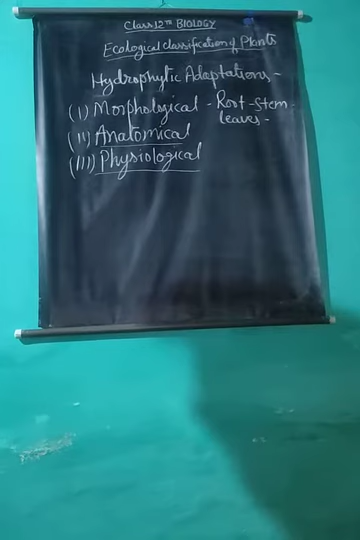 Class 12th BIOLOGY
Ecological classification of Plants
Hydrophytic Adaptations -
(I) Morphological - Root - Stem -
leaves -
(II) Anatomical
(III) Physiological